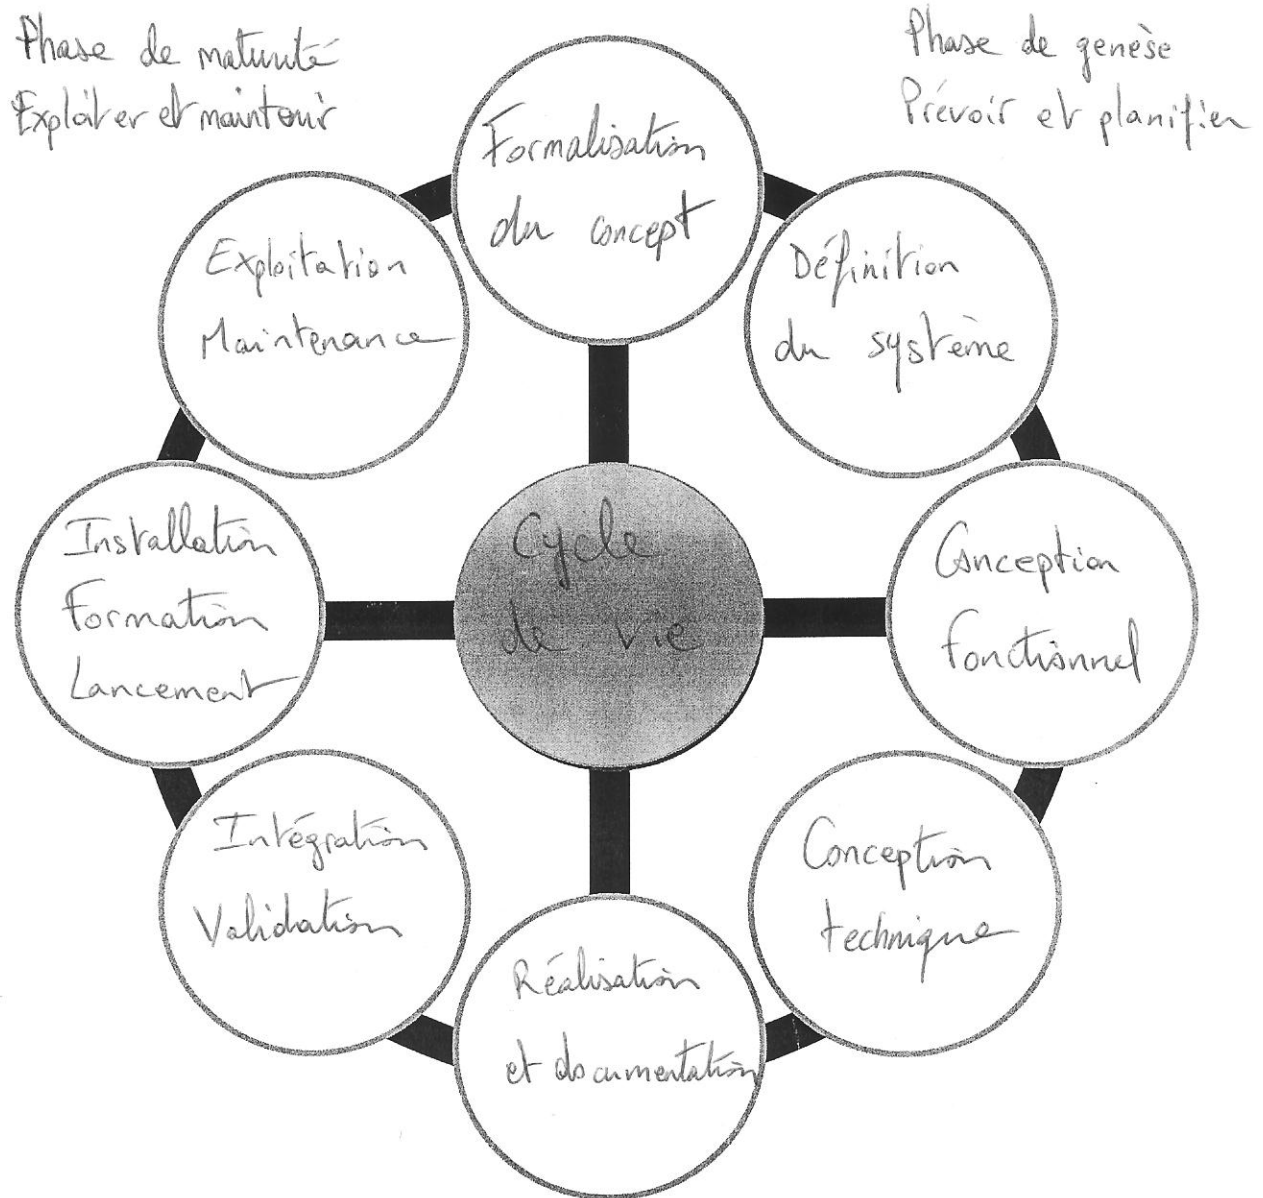 Phase de maturité
Exploiter et maintenir
Phase de genèse
Prévoir et planifier
Formalisation
du concept
Définition
du système
Conception
fonctionnel
Conception
technique
Réalisation
et documentation
Intégration
Validation
Installation
Formation
Lancement
Exploitation
Maintenance
Cycle
de vie